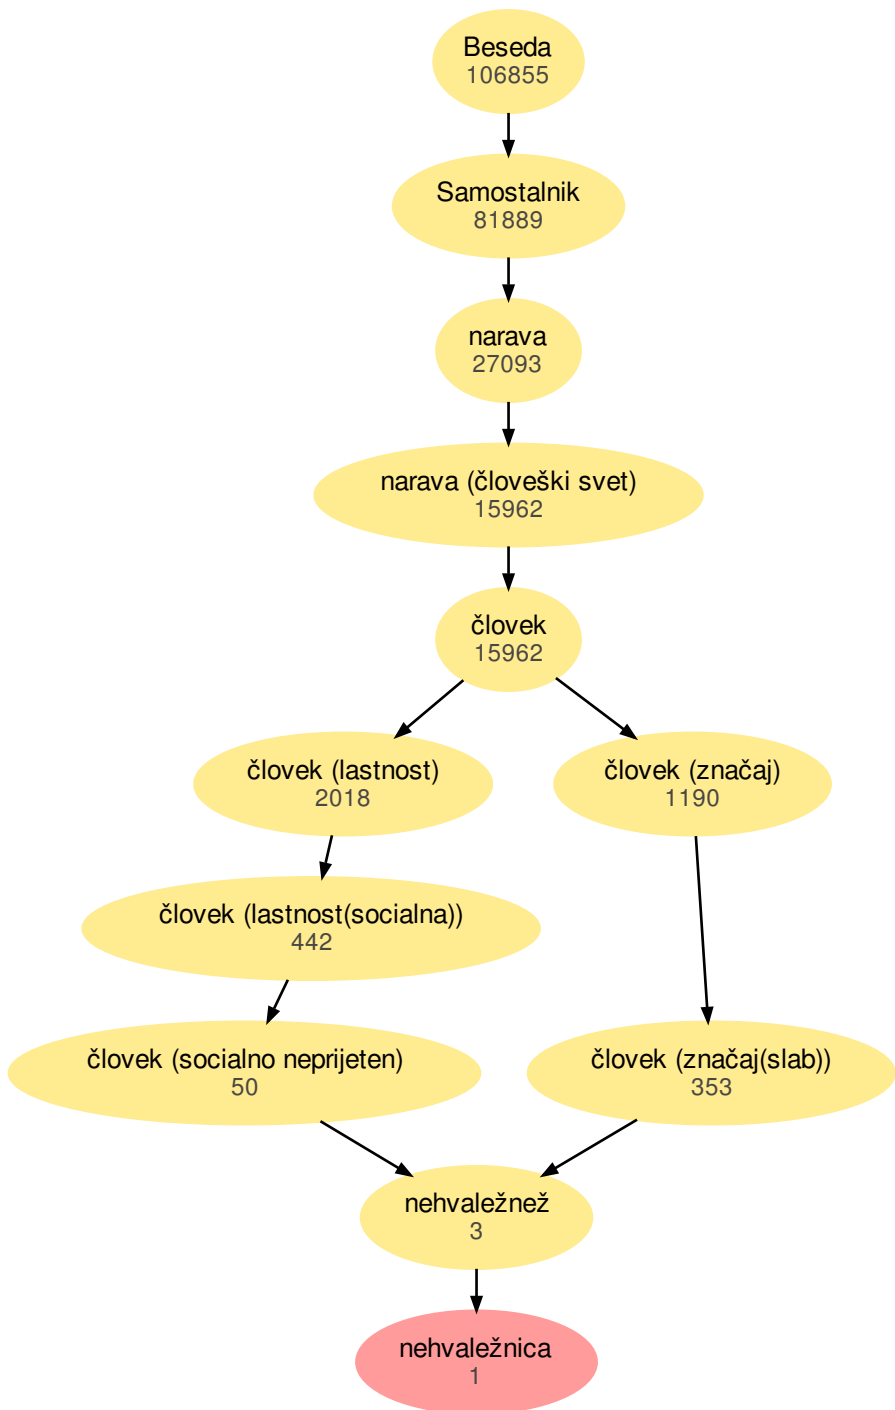 Beseda
106855
Samostalnik
81889
narava
27093
narava (človeški svet)
15962
človek
15962
človek (lastnost)
2018
človek (značaj)
1190
človek (lastnost(socialna))
442
človek (socialno neprijeten)
50
človek (značaj(slab))
353
nehvaležnež
3
nehvaležnica
1